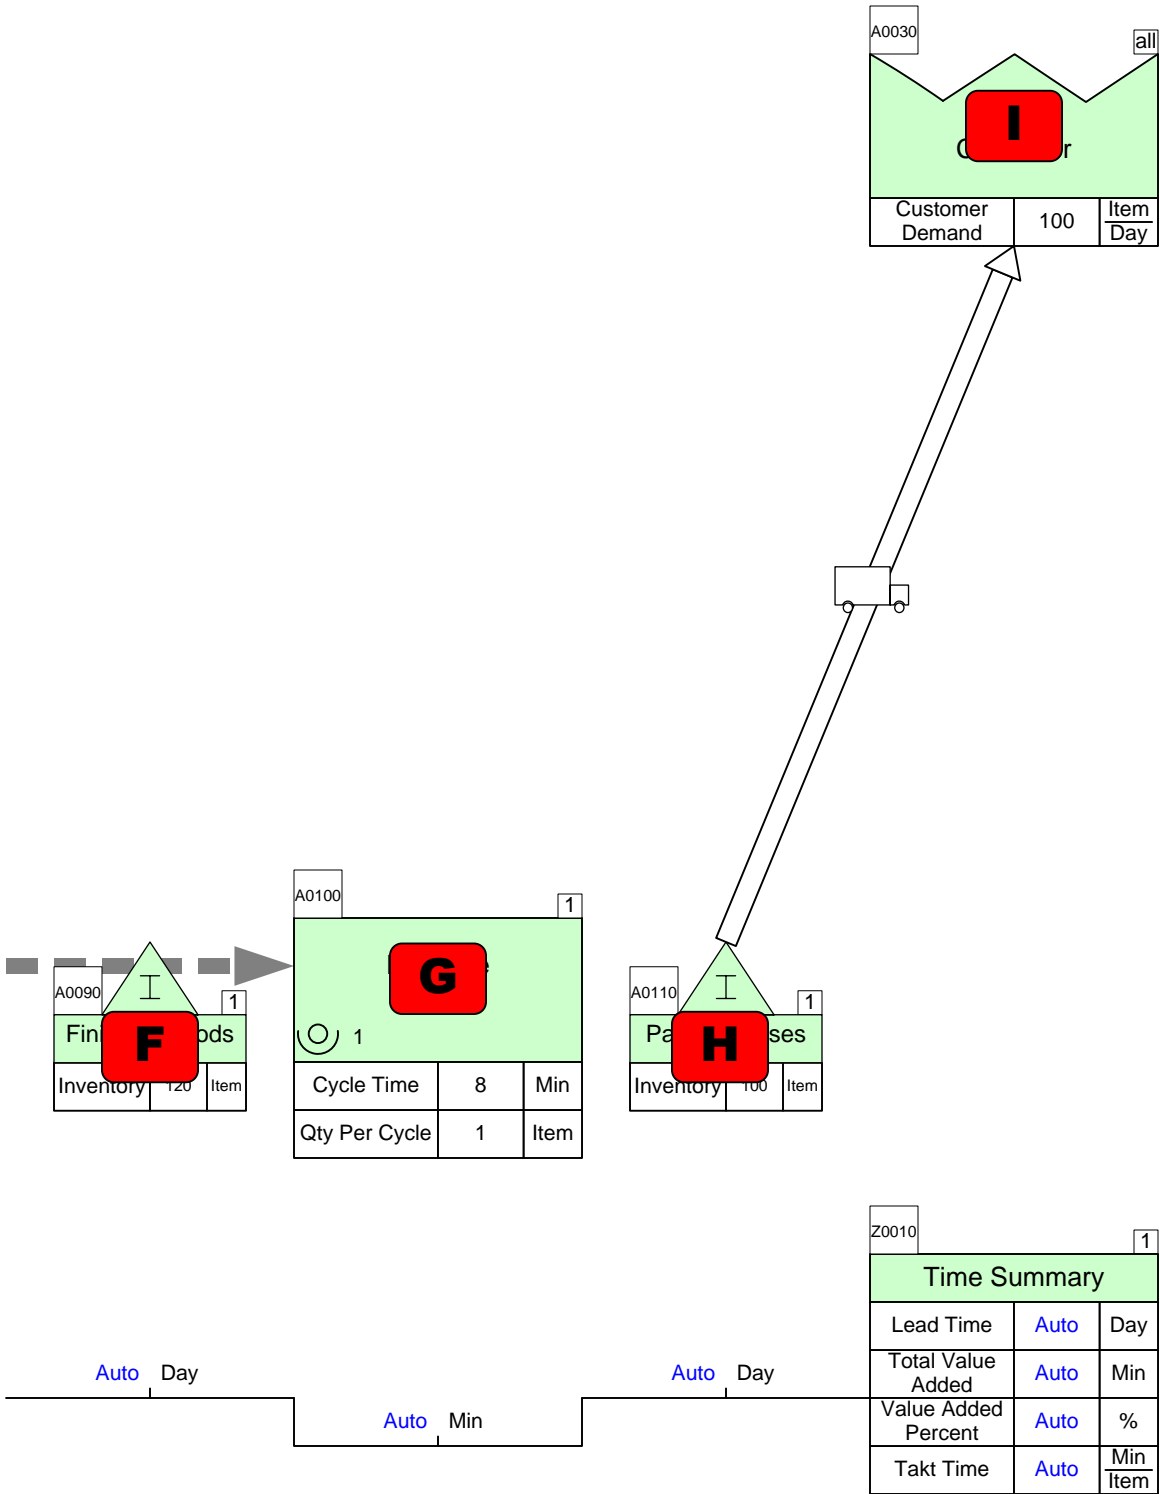 A0030
all
I
Customer
Demand
100
Item
Day
A0100
1
G
1
Cycle Time
8
Min
Qty Per Cycle
1
Item
A0090
I
1
F
Inventory
120
Item
A0110
I
1
H
Inventory
100
Item
Z0010
1
Time Summary
Lead Time
Auto
Day
Total Value
Added
Auto
Min
Value Added
Percent
Auto
%
Takt Time
Auto
Min
Item
Auto Day
Auto Min
Auto Day